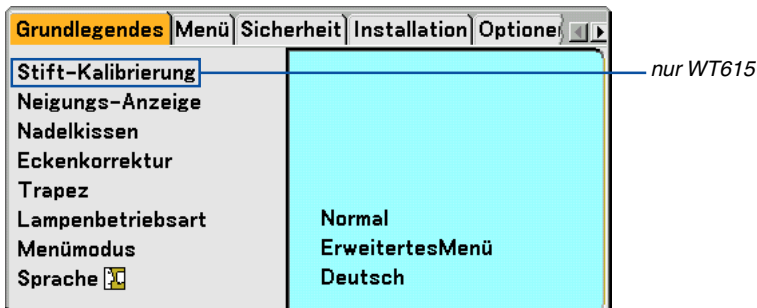 Grundlegendes Menü Sicherheit Installation
Stift-Kalibrierung nur WT615
Neigungs-Anzeige
Nadelkissen
Eckenkorrektur
Trapez
Lampenbetriebsart Normal
Menümodus ErweitertesMenü
Sprache Deutsch